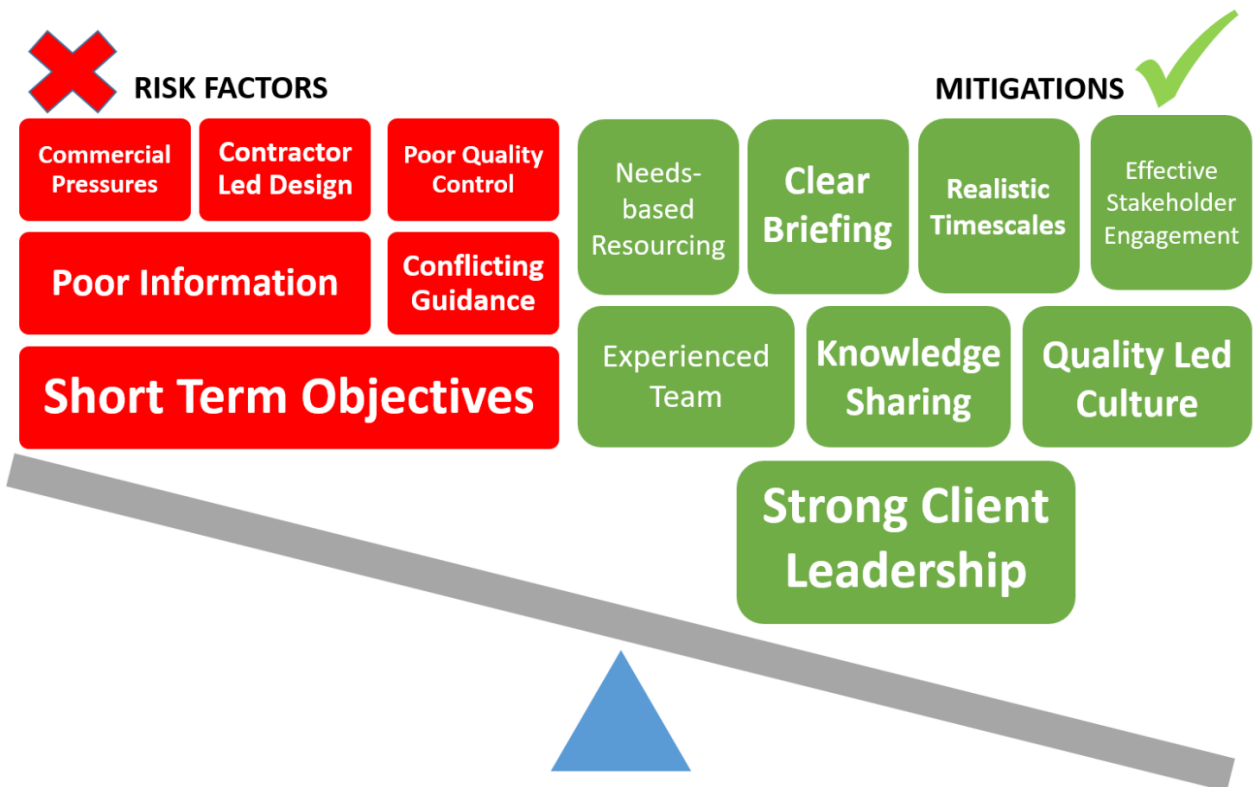 RISK FACTORS
Commercial
Pressures
Contractor
Led Design
Poor Quality
Control
Poor Information
Conflicting
Guidance
Short Term Objectives
MITIGATIONS
Needs-
based
Resourcing
Clear
Briefing
Realistic
Timescales
Effective
Stakeholder
Engagement
Experienced
Team
Knowledge
Sharing
Quality Led
Culture
Strong Client
Leadership